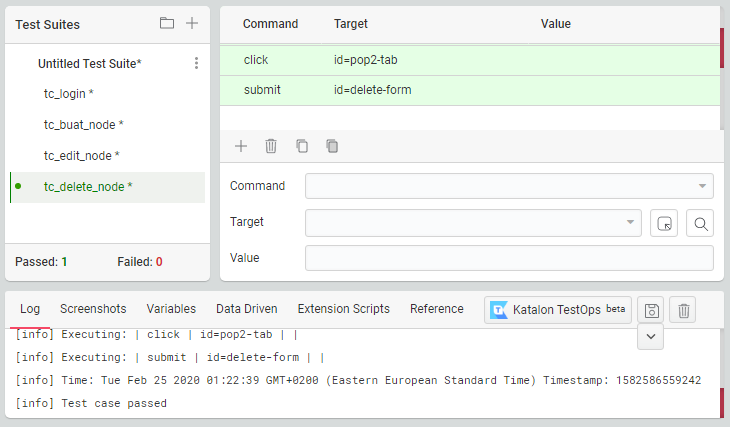 Test Suites
Untitled Test Suite*
tc_login *
tc_buat_node *
tc_edit_node *
tc_delete_node *
Passed: 1 Failed: 0
Command Target Value
click id=pop2-tab
submit id=delete-form
Command
Target
Value
Log Screenshots Variables Data Driven Extension Scripts Reference Katalon TestOps beta
[info] Executing: | click | id=pop2-tab | |
[info] Executing: | submit | id=delete-form | |
[info] Time: Tue Feb 25 2020 01:22:39 GMT+0200 (Eastern European Standard Time) Timestamp: 1582586559242
[info] Test case passed